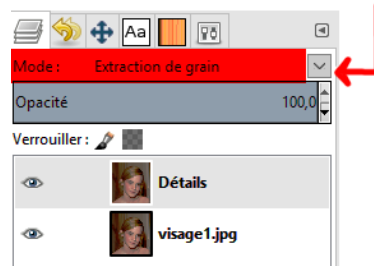 Aa
Mode : Extraction de grain
Opacité 100,0
Verrouiller :
Détails
visage1.jpg